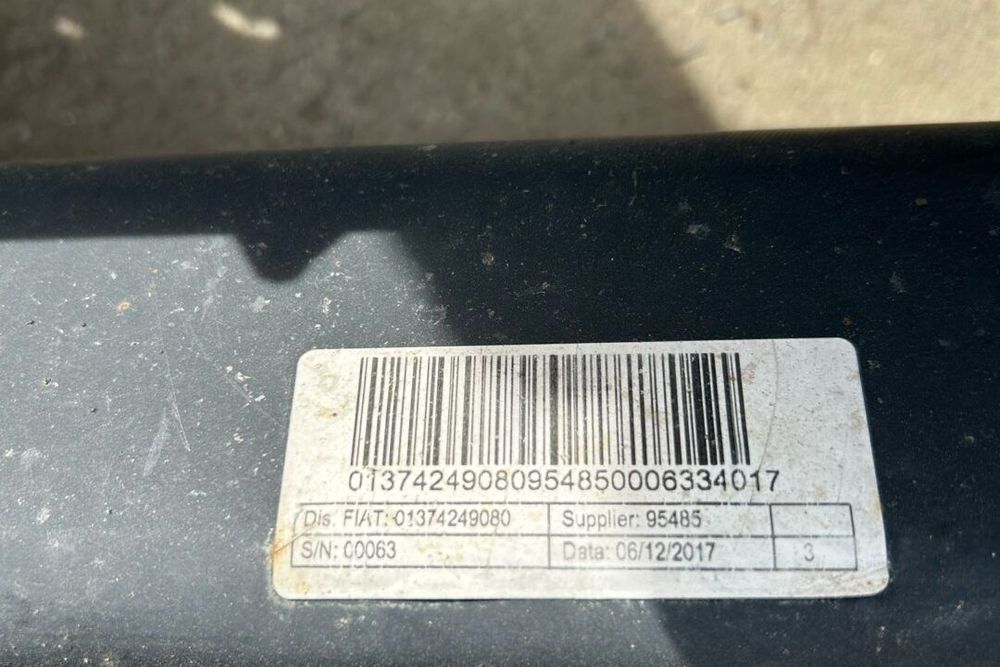 01374249080954850006334017
Dis. FIAT: 01374249080 Supplier: 95485
S/N: 00063 Data: 06/12/2017 3